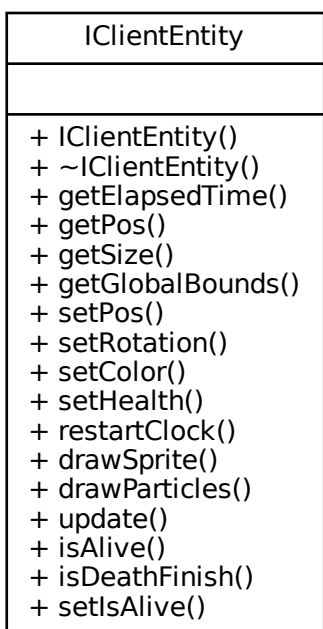 IClientEntity
+ IClientEntity()
+ ~IClientEntity()
+ getElapsedTime()
+ getPos()
+ getSize()
+ getGlobalBounds()
+ setPos()
+ setRotation()
+ setColor()
+ setHealth()
+ restartClock()
+ drawSprite()
+ drawParticles()
+ update()
+ isAlive()
+ isDeathFinish()
+ setIsAlive()